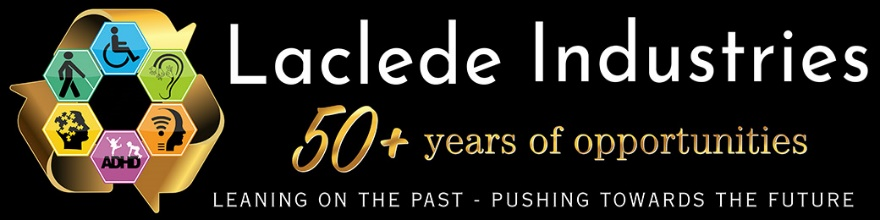 Laclede Industries
50+ years of opportunities
ADHD
LEANING ON THE PAST - PUSHING TOWARDS THE FUTURE